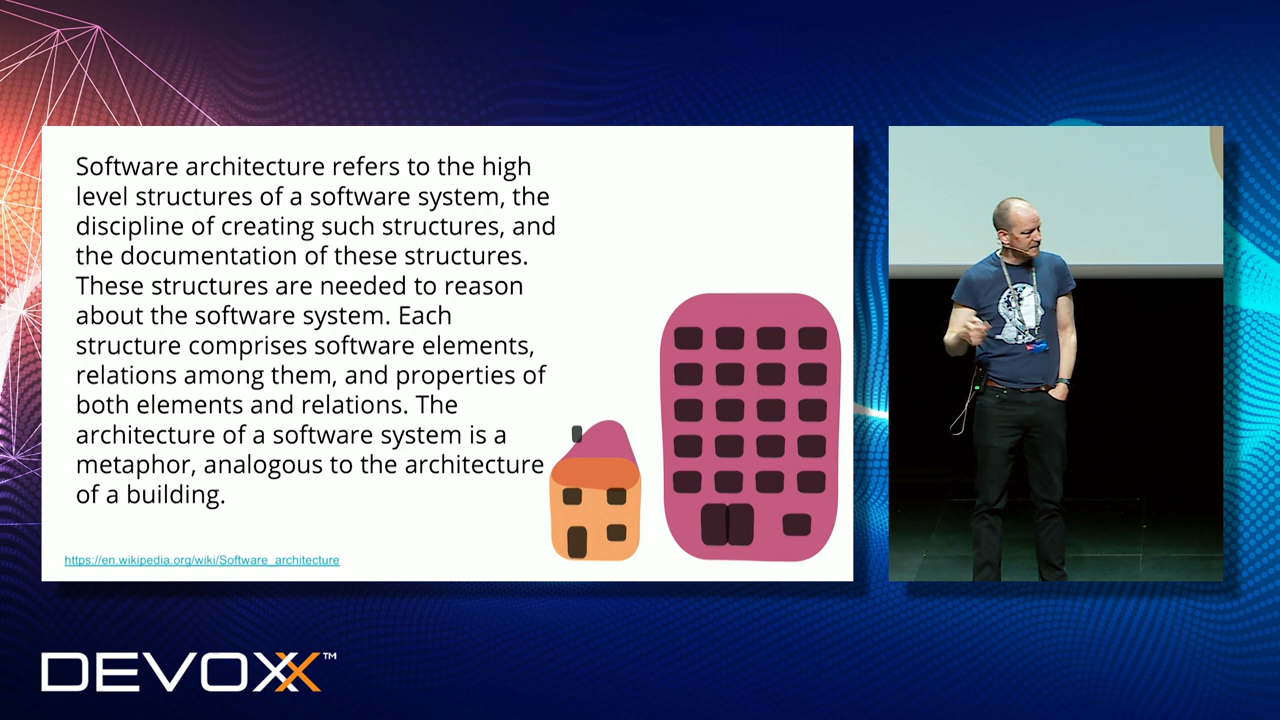 Software architecture refers to the high
level structures of a software system, the
discipline of creating such structures, and
the documentation of these structures.
These structures are needed to reason
about the software system. Each
structure comprises software elements,
relations among them, and properties of
both elements and relations. The
architecture of a software system is a
metaphor, analogous to the architecture
of a building.
https://en.wikipedia.org/wiki/Software_architecture
DEVOXX™